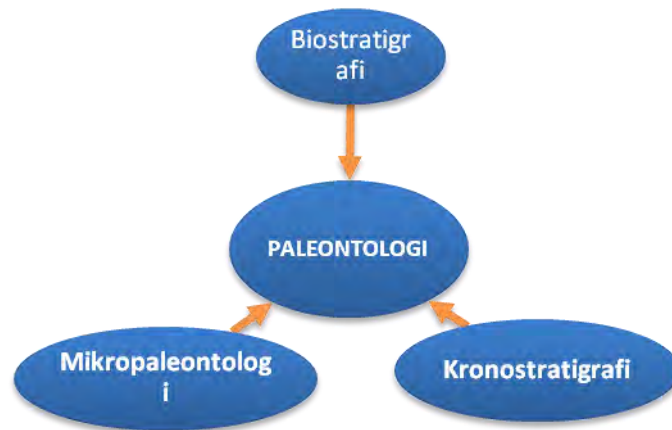 Biostratigr
afi
PALEONTOLOGI
Mikropaleontolog
i
Kronostratigrafi